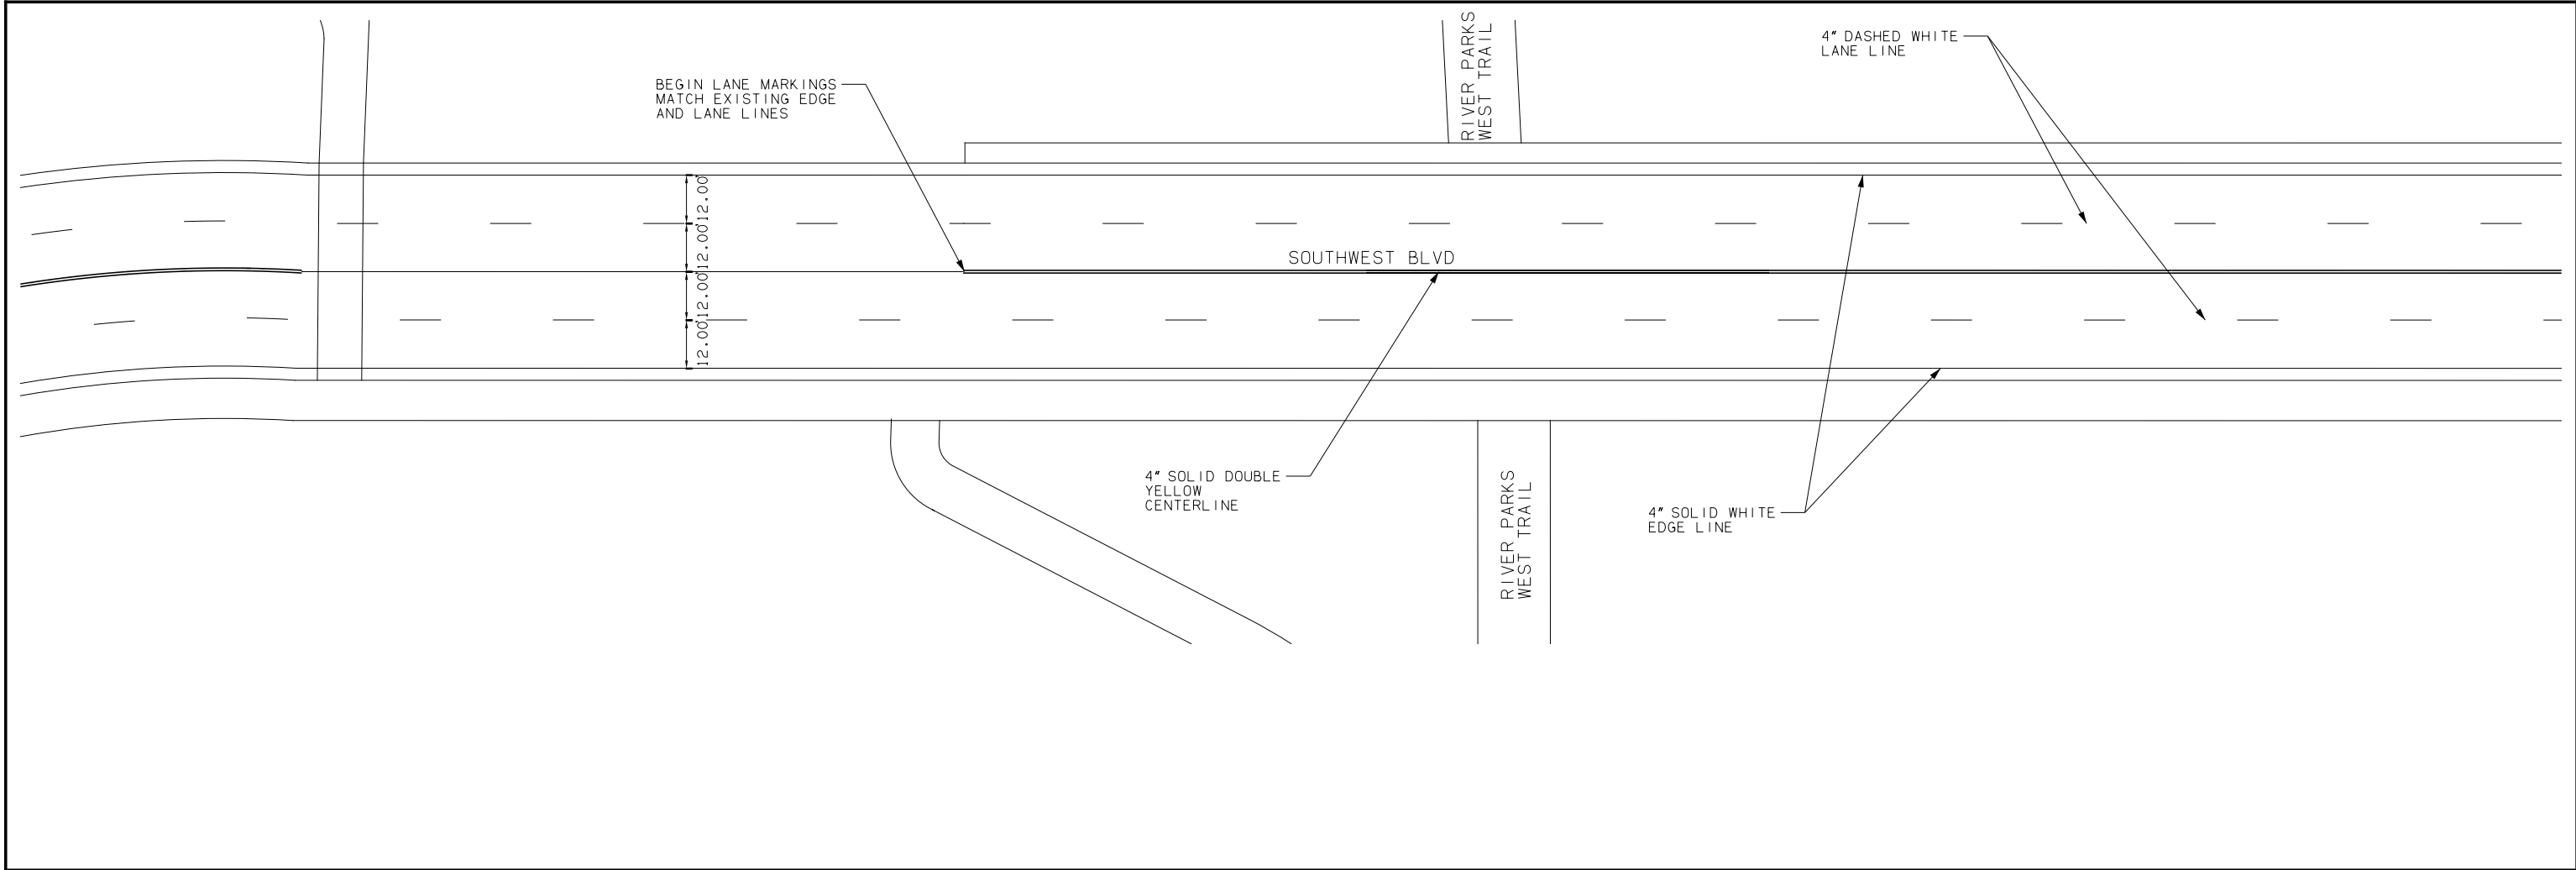 RIVER PARKS
WEST TRAIL
4" DASHED WHITE
LANE LINE
BEGIN LANE MARKINGS
MATCH EXISTING EDGE
AND LANE LINES
12.00'
12.00'
12.00'
12.00'
SOUTHWEST BLVD
4" SOLID DOUBLE
YELLOW
CENTERLINE
4" SOLID WHITE
EDGE LINE
RIVER PARKS
WEST TRAIL